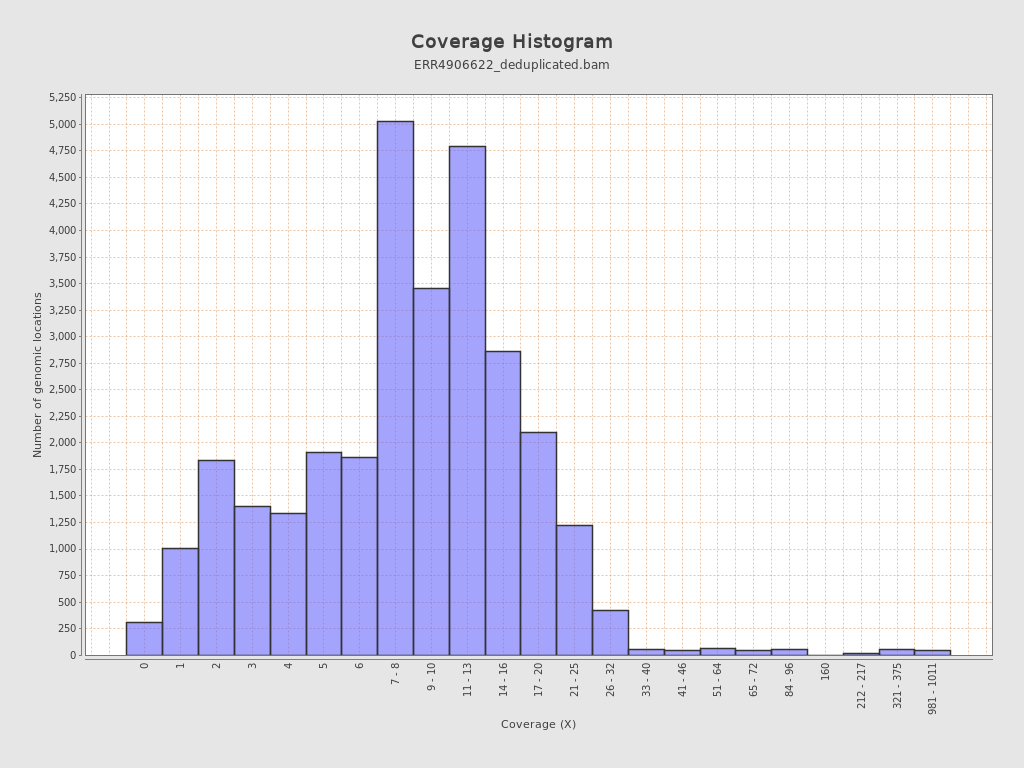 Coverage Histogram
ERR4906622_deduplicated.bam
Number of genomic locations
5,250
5,000
4,750
4,500
4,250
4,000
3,750
3,500
3,250
3,000
2,750
2,500
2,250
2,000
1,750
1,500
1,250
1,000
750
500
250
0
0
1
2
3
4
5
6
7 - 8
9 - 10
11 - 13
14 - 16
17 - 20
21 - 25
26 - 32
33 - 40
41 - 46
51 - 64
65 - 72
84 - 96
160
212 - 217
321 - 375
981 - 1011
Coverage (X)